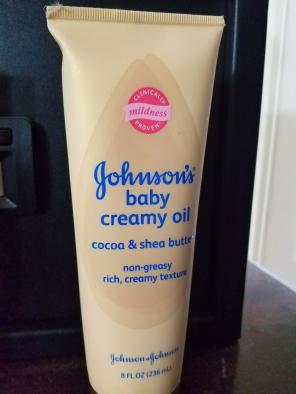 CLINICALLY
mildness
PROVEN
Johnson's
baby
creamy oil
cocoa & shea butte
non-greasy
rich, creamy texture
Johnson & Johnson
8 FL OZ (236 mL)